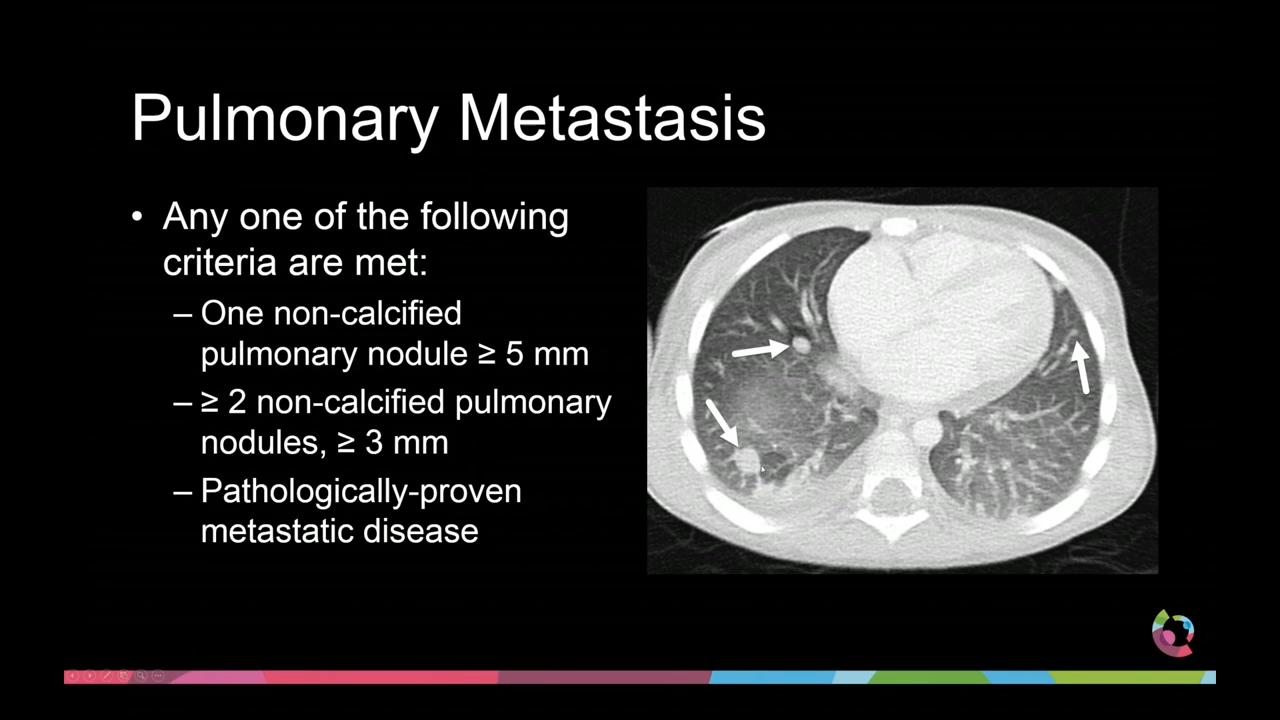 Pulmonary Metastasis
• Any one of the following
criteria are met:
– One non-calcified
pulmonary nodule ≥ 5 mm
– ≥ 2 non-calcified pulmonary
nodules, ≥ 3 mm
– Pathologically-proven
metastatic disease